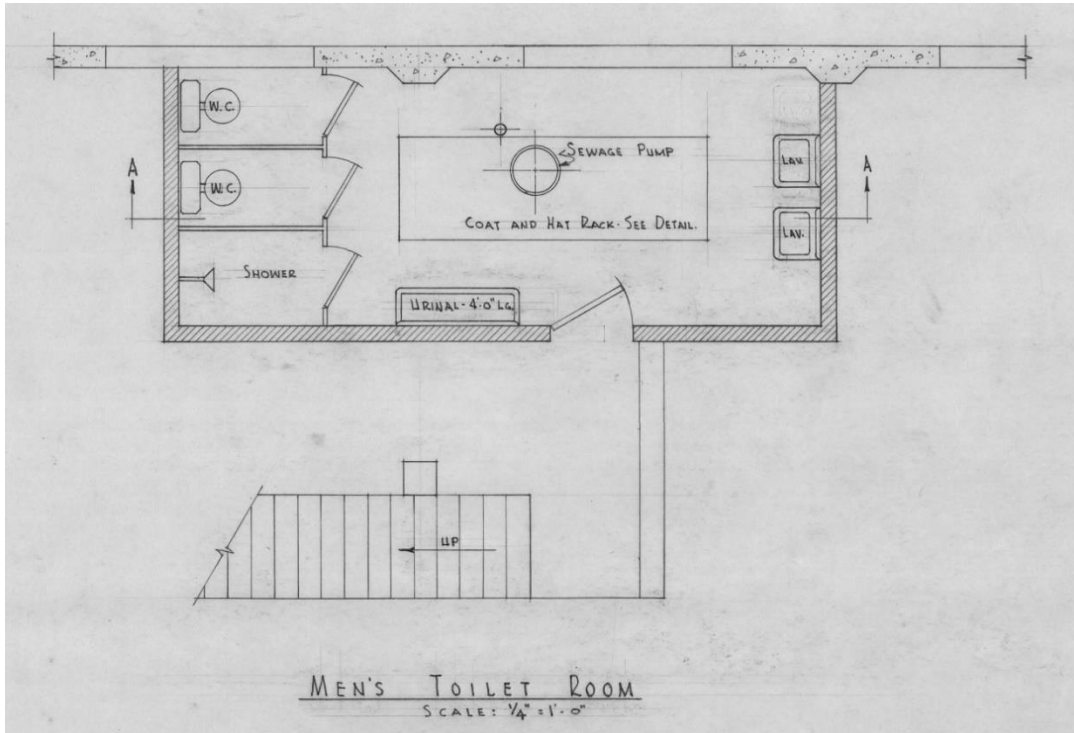 W.C.
SEWAGE PUMP
LAV.
A
W.C.
A
COAT AND HAT RACK - SEE DETAIL.
LAV.
SHOWER
URINAL - 4'-0" LG.
UP
MEN'S TOILET ROOM
SCALE: 1/4" = 1'-0"